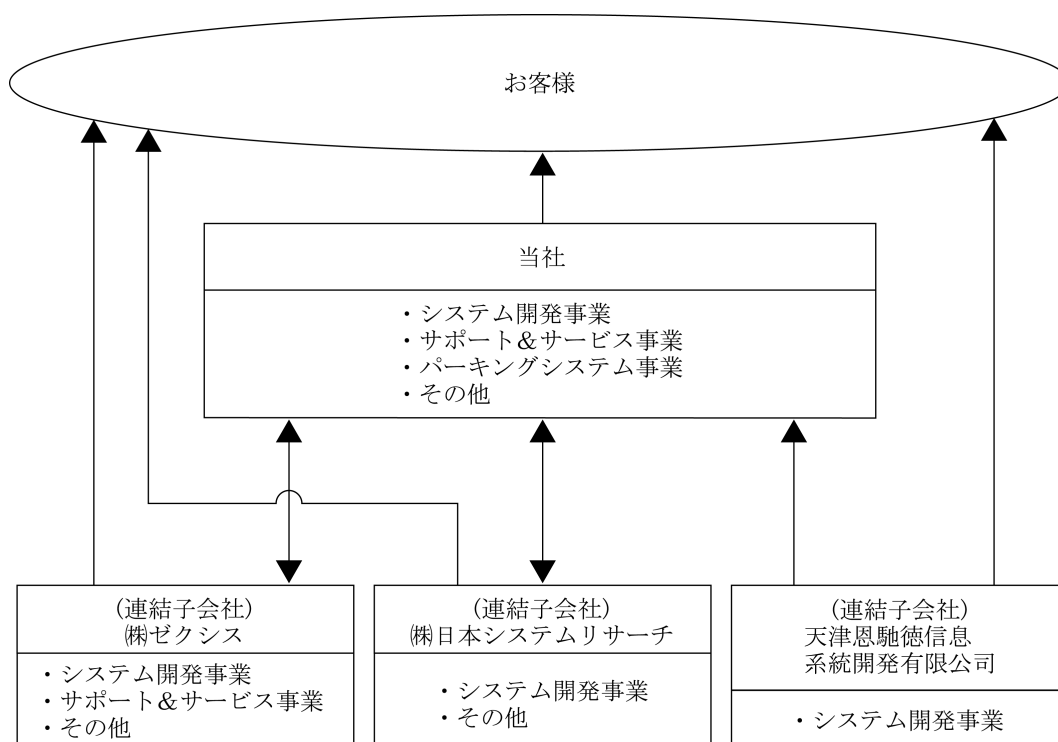 お客様
当社
・システム開発事業
・サポート&サービス事業
・パーキングシステム事業
・その他
(連結子会社)
㈱ゼクシス
・システム開発事業
・サポート&サービス事業
・その他
(連結子会社)
㈱日本システムリサーチ
・システム開発事業
・その他
(連結子会社)
天津恩馳徳信息
系統開発有限公司
・システム開発事業